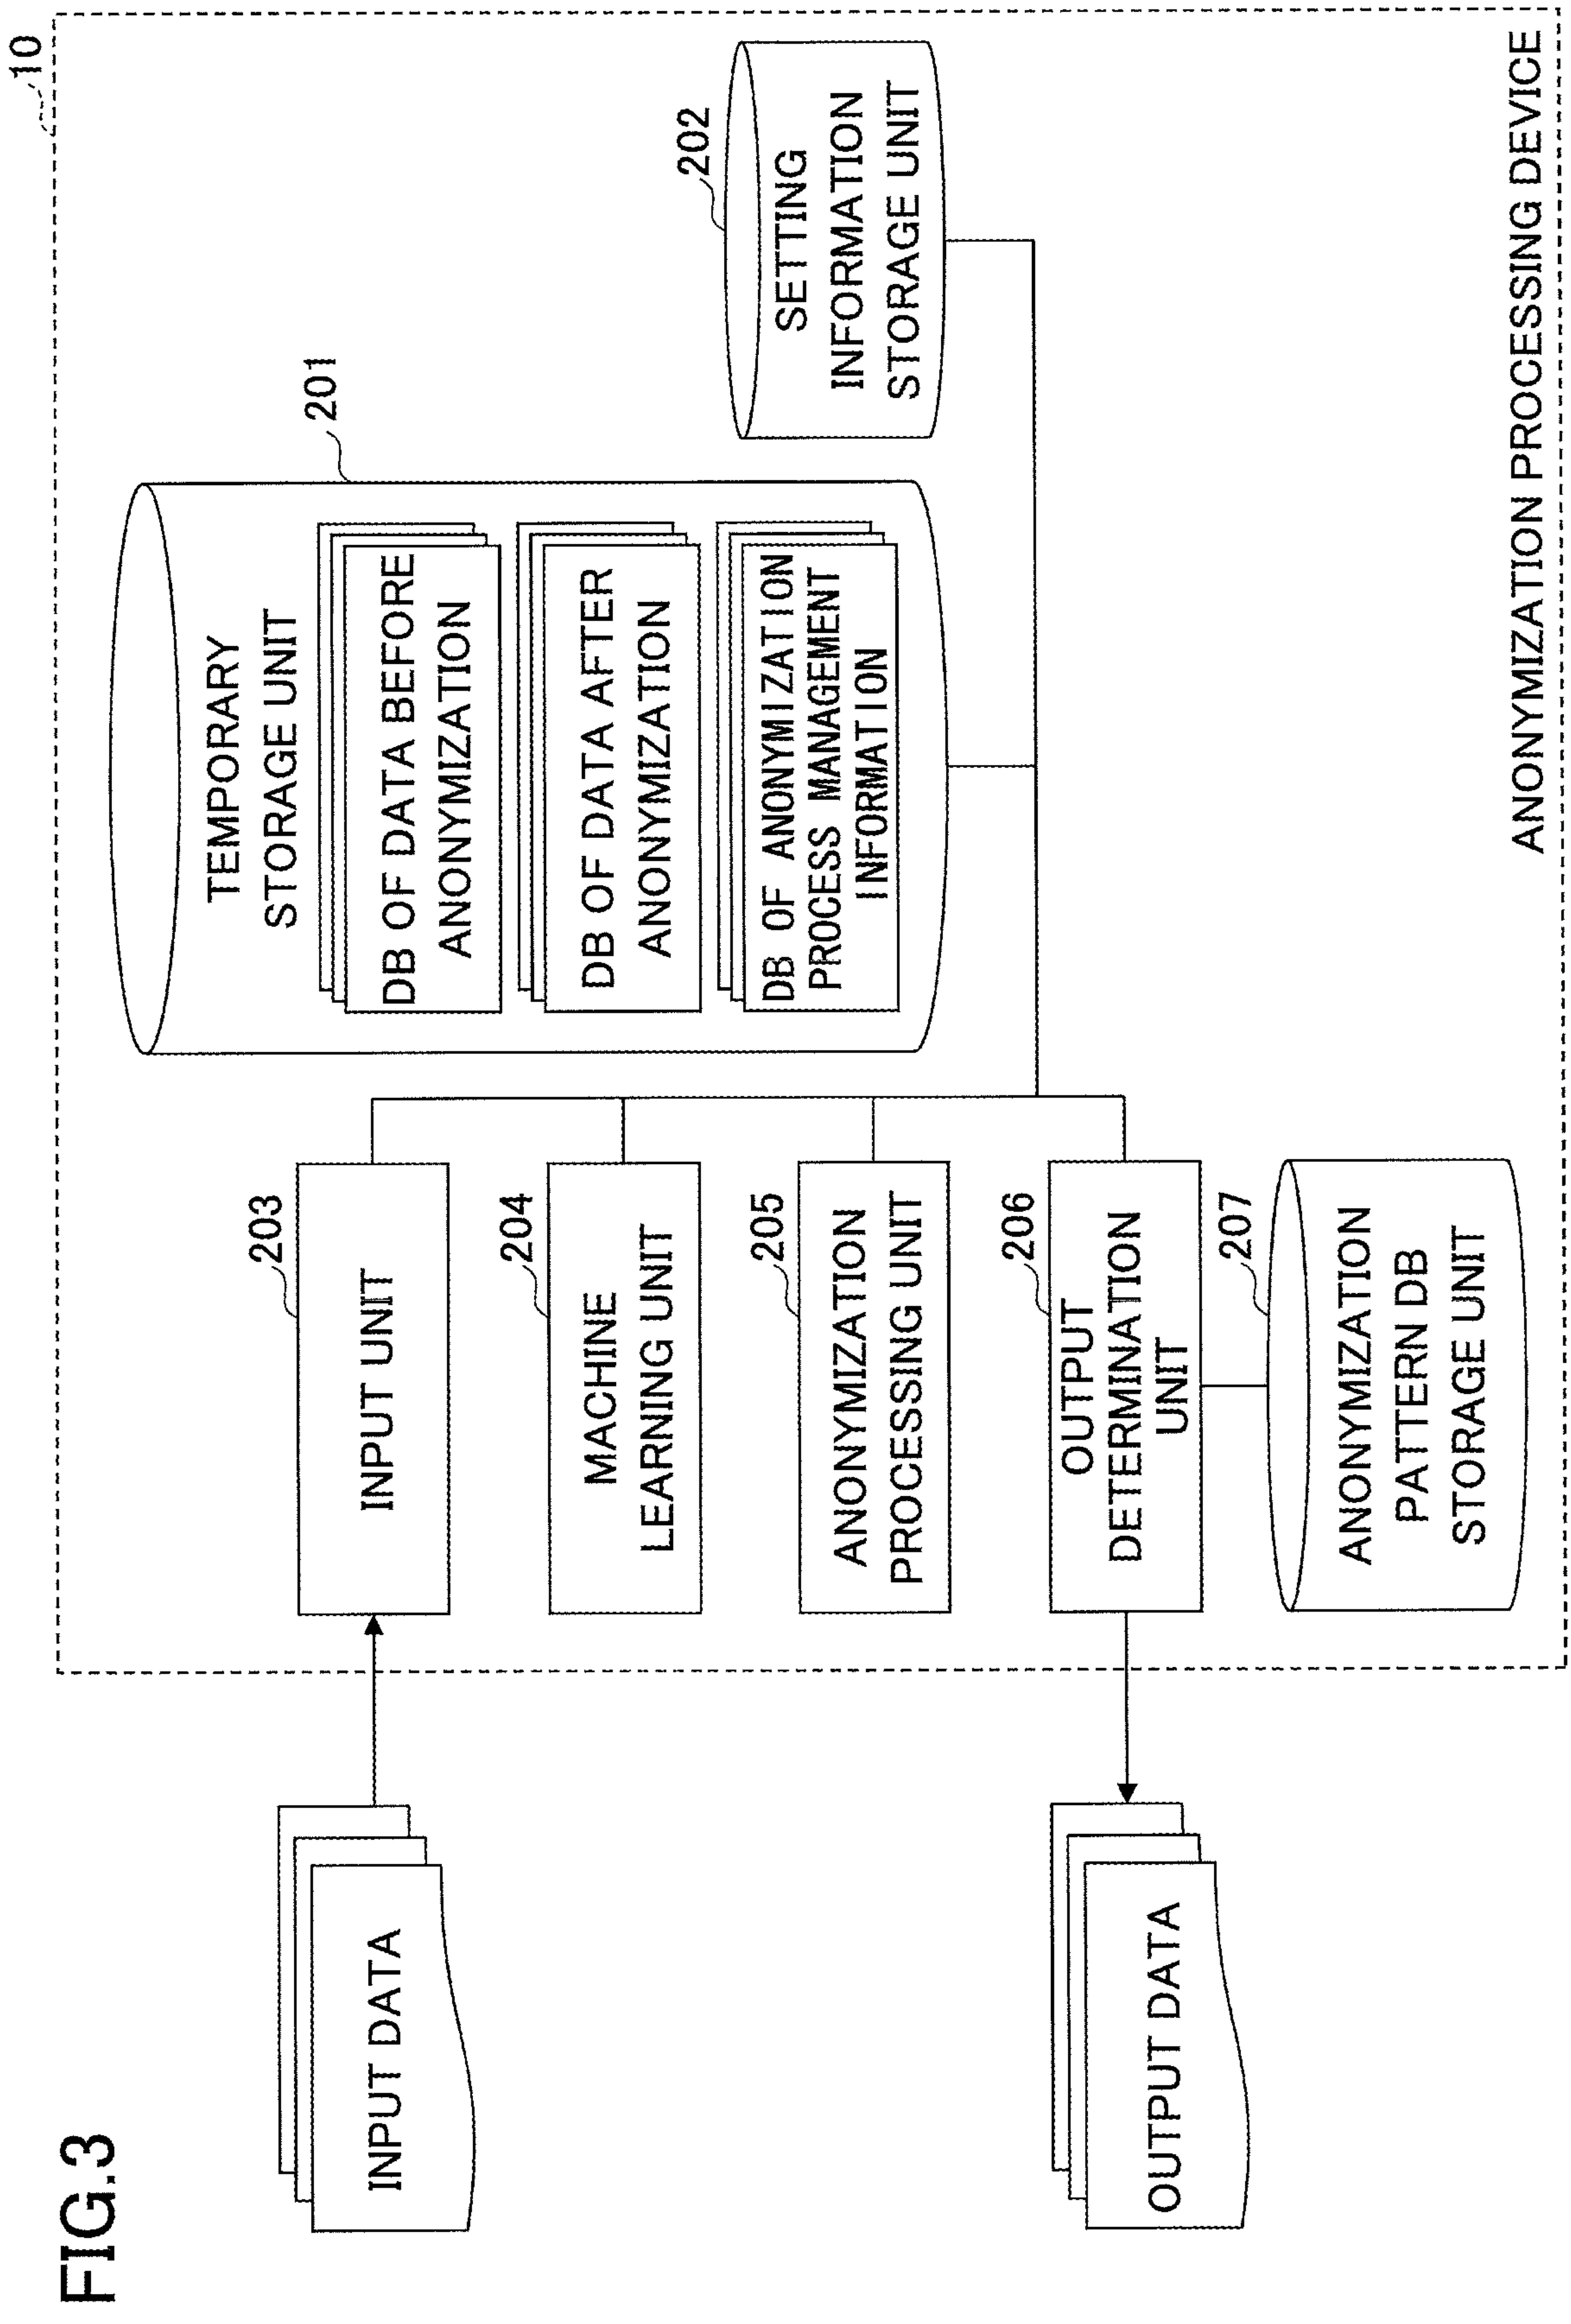 FIG.3
10
INPUT DATA
203
INPUT UNIT
204
MACHINE
LEARNING UNIT
205
ANONYMIZATION
PROCESSING UNIT
206
OUTPUT
DETERMINATION
UNIT
OUTPUT DATA
207
ANONYMIZATION
PATTERN DB
STORAGE UNIT
201
TEMPORARY
STORAGE UNIT
DB OF DATA BEFORE
ANONYMIZATION
DB OF DATA AFTER
ANONYMIZATION
DB OF ANONYMIZATION
PROCESS MANAGEMENT
INFORMATION
202
SETTING
INFORMATION
STORAGE UNIT
ANONYMIZATION PROCESSING DEVICE